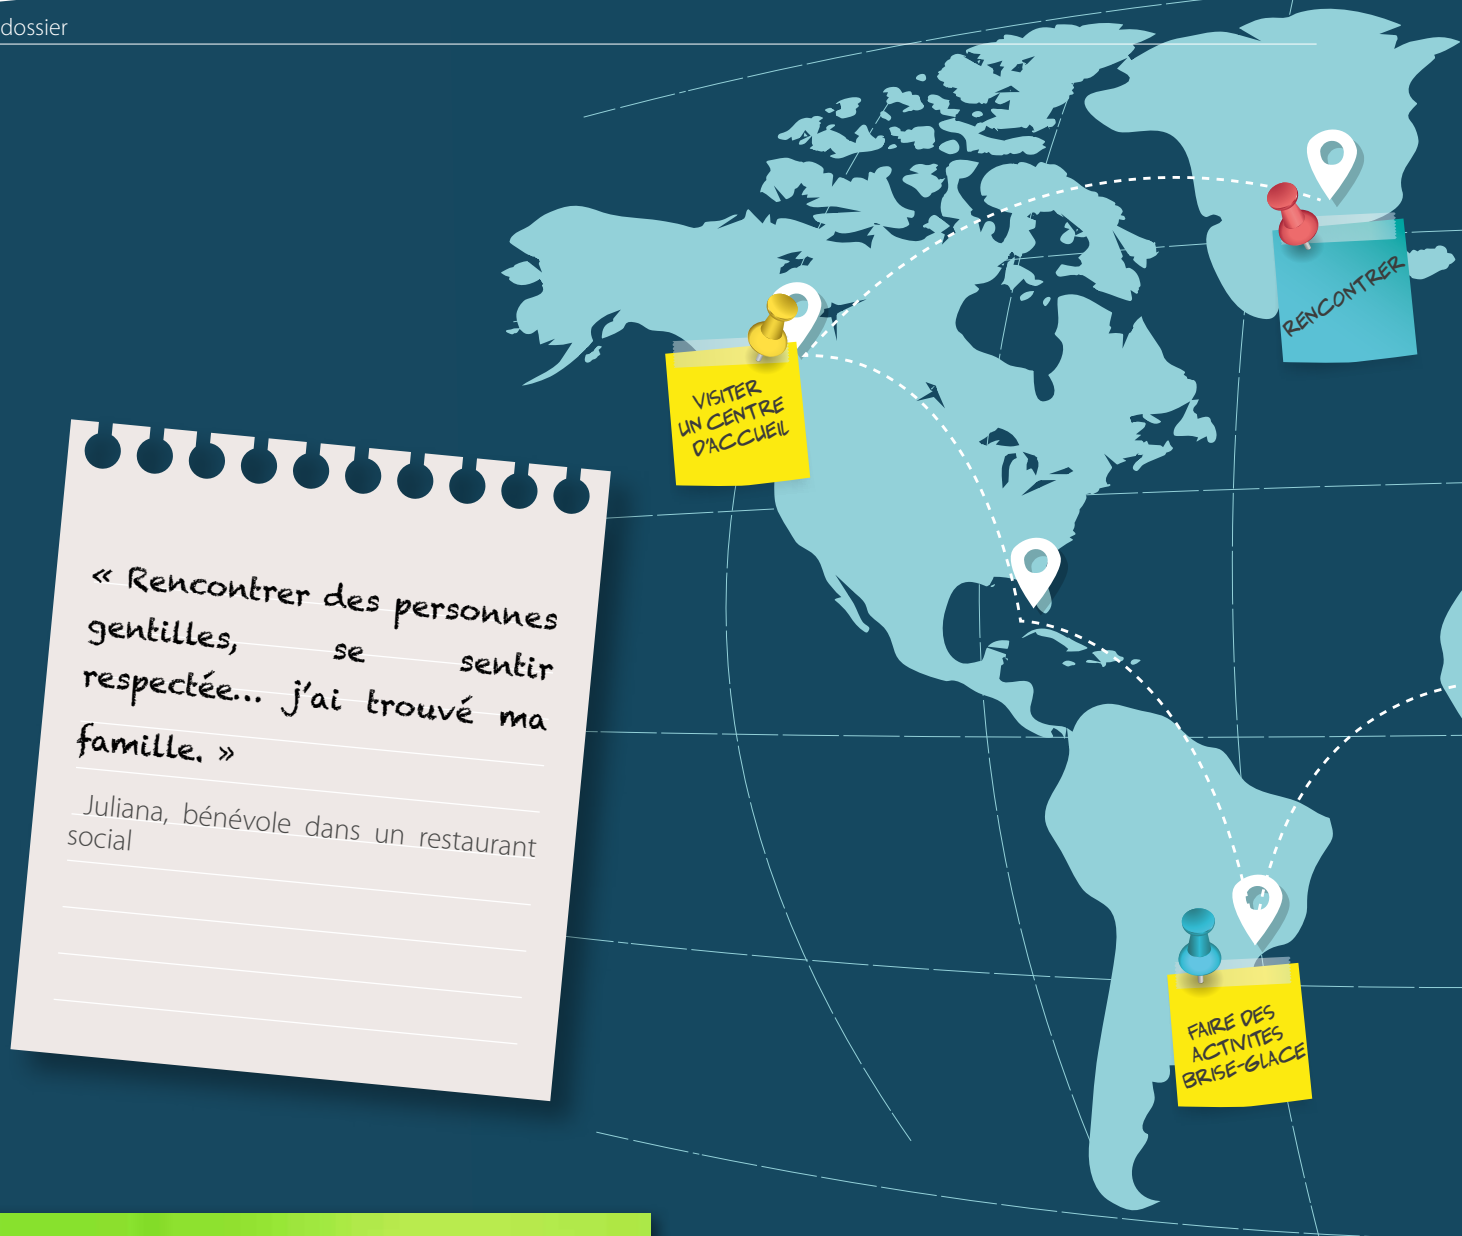 dossier
RENCONTRER
VISITER
UN CENTRE
D'ACCUEIL
« Rencontrer des personnes
gentilles, se sentir
respectée... j'ai trouvé ma
famille. »
Juliana, bénévole dans un restaurant
social
FAIRE DES
ACTIVITES
BRISE-GLACE